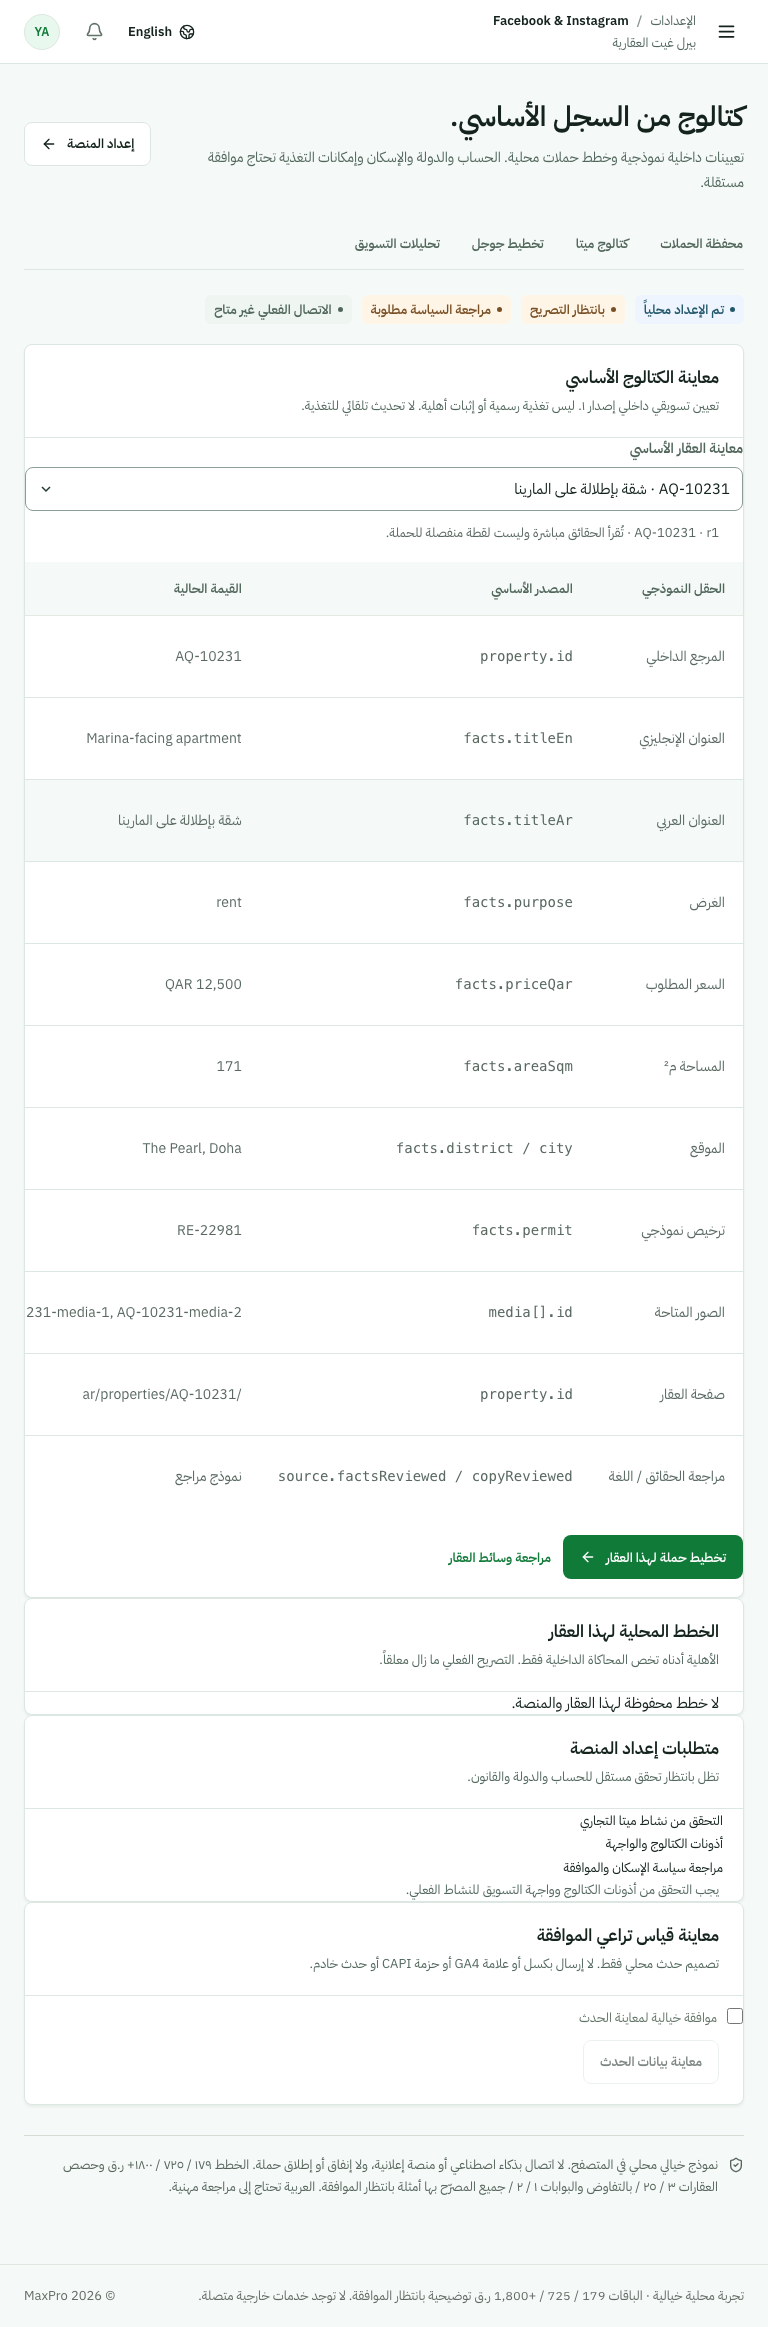 الإعدادات / Facebook & Instagram
بيرل غيت العقارية
English
YA
كتالوج من السجل الأساسي.
تعيينات داخلية نموذجية وخطط حملات محلية. الحساب والدولة والإسكان وإمكانات التغذية تحتاج موافقة
مستقلة.
إعداد المنصة
محفظة الحملات
كتالوج ميتا
تخطيط جوجل
تحليلات التسويق
تم الإعداد محلياً
بانتظار التصريح
مراجعة السياسة مطلوبة
الاتصال الفعلي غير متاح
معاينة الكتالوج الأساسي
تعيين تسويقي داخلي إصدار ١. ليس تغذية رسمية أو إثبات أهلية. لا تحديث تلقائي للتغذية.
معاينة العقار الأساسي
AQ-10231 · شقة بإطلالة على المارينا
AQ-10231 · r1 · تُقرأ الحقائق مباشرة وليست لقطة منفصلة للحملة.
الحقل النموذجي المصدر الأساسي القيمة الحالية
المرجع الداخلي property.id AQ-10231
العنوان الإنجليزي facts.titleEn Marina-facing apartment
العنوان العربي facts.titleAr شقة بإطلالة على المارينا
الغرض facts.purpose rent
السعر المطلوب facts.priceQar QAR 12,500
المساحة م² facts.areaSqm 171
الموقع facts.district / city The Pearl, Doha
ترخيص نموذجي facts.permit RE-22981
الصور المتاحة media[].id 231-media-1, AQ-10231-media-2
صفحة العقار property.id ar/properties/AQ-10231/
مراجعة الحقائق / اللغة source.factsReviewed / copyReviewed نموذج مراجع
تخطيط حملة لهذا العقار
مراجعة وسائط العقار
الخطط المحلية لهذا العقار
الأهلية أدناه تخص المحاكاة الداخلية فقط. التصريح الفعلي ما زال معلقاً.
لا خطط محفوظة لهذا العقار والمنصة.
متطلبات إعداد المنصة
تظل بانتظار تحقق مستقل للحساب والدولة والقانون.
التحقق من نشاط ميتا التجاري
أذونات الكتالوج والواجهة
مراجعة سياسة الإسكان والموافقة
يجب التحقق من أذونات الكتالوج وواجهة التسويق للنشاط الفعلي.
معاينة قياس تراعي الموافقة
تصميم حدث محلي فقط. لا إرسال بكسل أو علامة GA4 أو حزمة CAPI أو حدث خادم.
موافقة خيالية لمعاينة الحدث
معاينة بيانات الحدث
نموذج خيالي محلي في المتصفح. لا اتصال بذكاء اصطناعي أو منصة إعلانية، ولا إنفاق أو إطلاق حملة. الخطط ١٧٩ / ٧٢٥ / ١٨٠٠+ ر.ق وحصص
العقارات ٣ / ٢٥ / بالتفاوض والبوابات ١ / ٢ / جميع المصرّح بها أمثلة بانتظار الموافقة. العربية تحتاج إلى مراجعة مهنية.
تجربة محلية خيالية · الباقات 179 / 725 / +1,800 ر.ق توضيحية بانتظار الموافقة. لا توجد خدمات خارجية متصلة.
© 2026 MaxPro